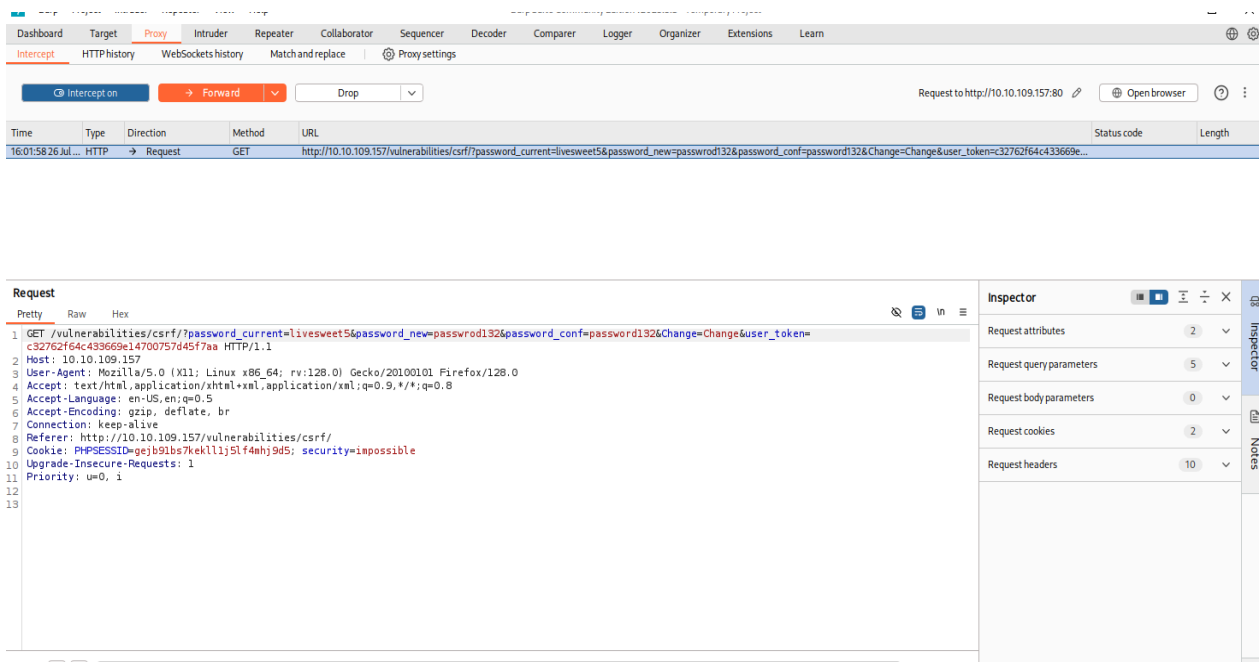 Dashboard Target Proxy Intruder Repeater Collaborator Sequencer Decoder Comparer Logger Organizer Extensions Learn
Intercept HTTP history WebSockets history Match and replace Proxy settings
Intercept on Forward Drop Request to http://10.10.109.157:80 Open browser
Time Type Direction Method URL Status code Length
16:01:58 26 Jul ... HTTP → Request GET http://10.10.109.157/vulnerabilities/csrf/?password_current=livesweet5&password_new=passwrod132&password_conf=password132&Change=Change&user_token=c32762f64c433669e...
Request
Pretty Raw Hex
\n
1 GET /vulnerabilities/csrf/?password_current=livesweet5&password_new=passwrod132&password_conf=password132&Change=Change&user_token=
c32762f64c433669e14700757d45f7aa HTTP/1.1
2 Host: 10.10.109.157
3 User-Agent: Mozilla/5.0 (X11; Linux x86_64; rv:128.0) Gecko/20100101 Firefox/128.0
4 Accept: text/html,application/xhtml+xml,application/xml;q=0.9,*/*;q=0.8
5 Accept-Language: en-US,en;q=0.5
6 Accept-Encoding: gzip, deflate, br
7 Connection: keep-alive
8 Referer: http://10.10.109.157/vulnerabilities/csrf/
9 Cookie: PHPSESSID=gejb91bs7kekll1j5lf4mhj9d5; security=impossible
10 Upgrade-Insecure-Requests: 1
11 Priority: u=0, i
12
13
Inspector
Request attributes 2
Request query parameters 5
Request body parameters 0
Request cookies 2
Request headers 10
Inspector
Notes